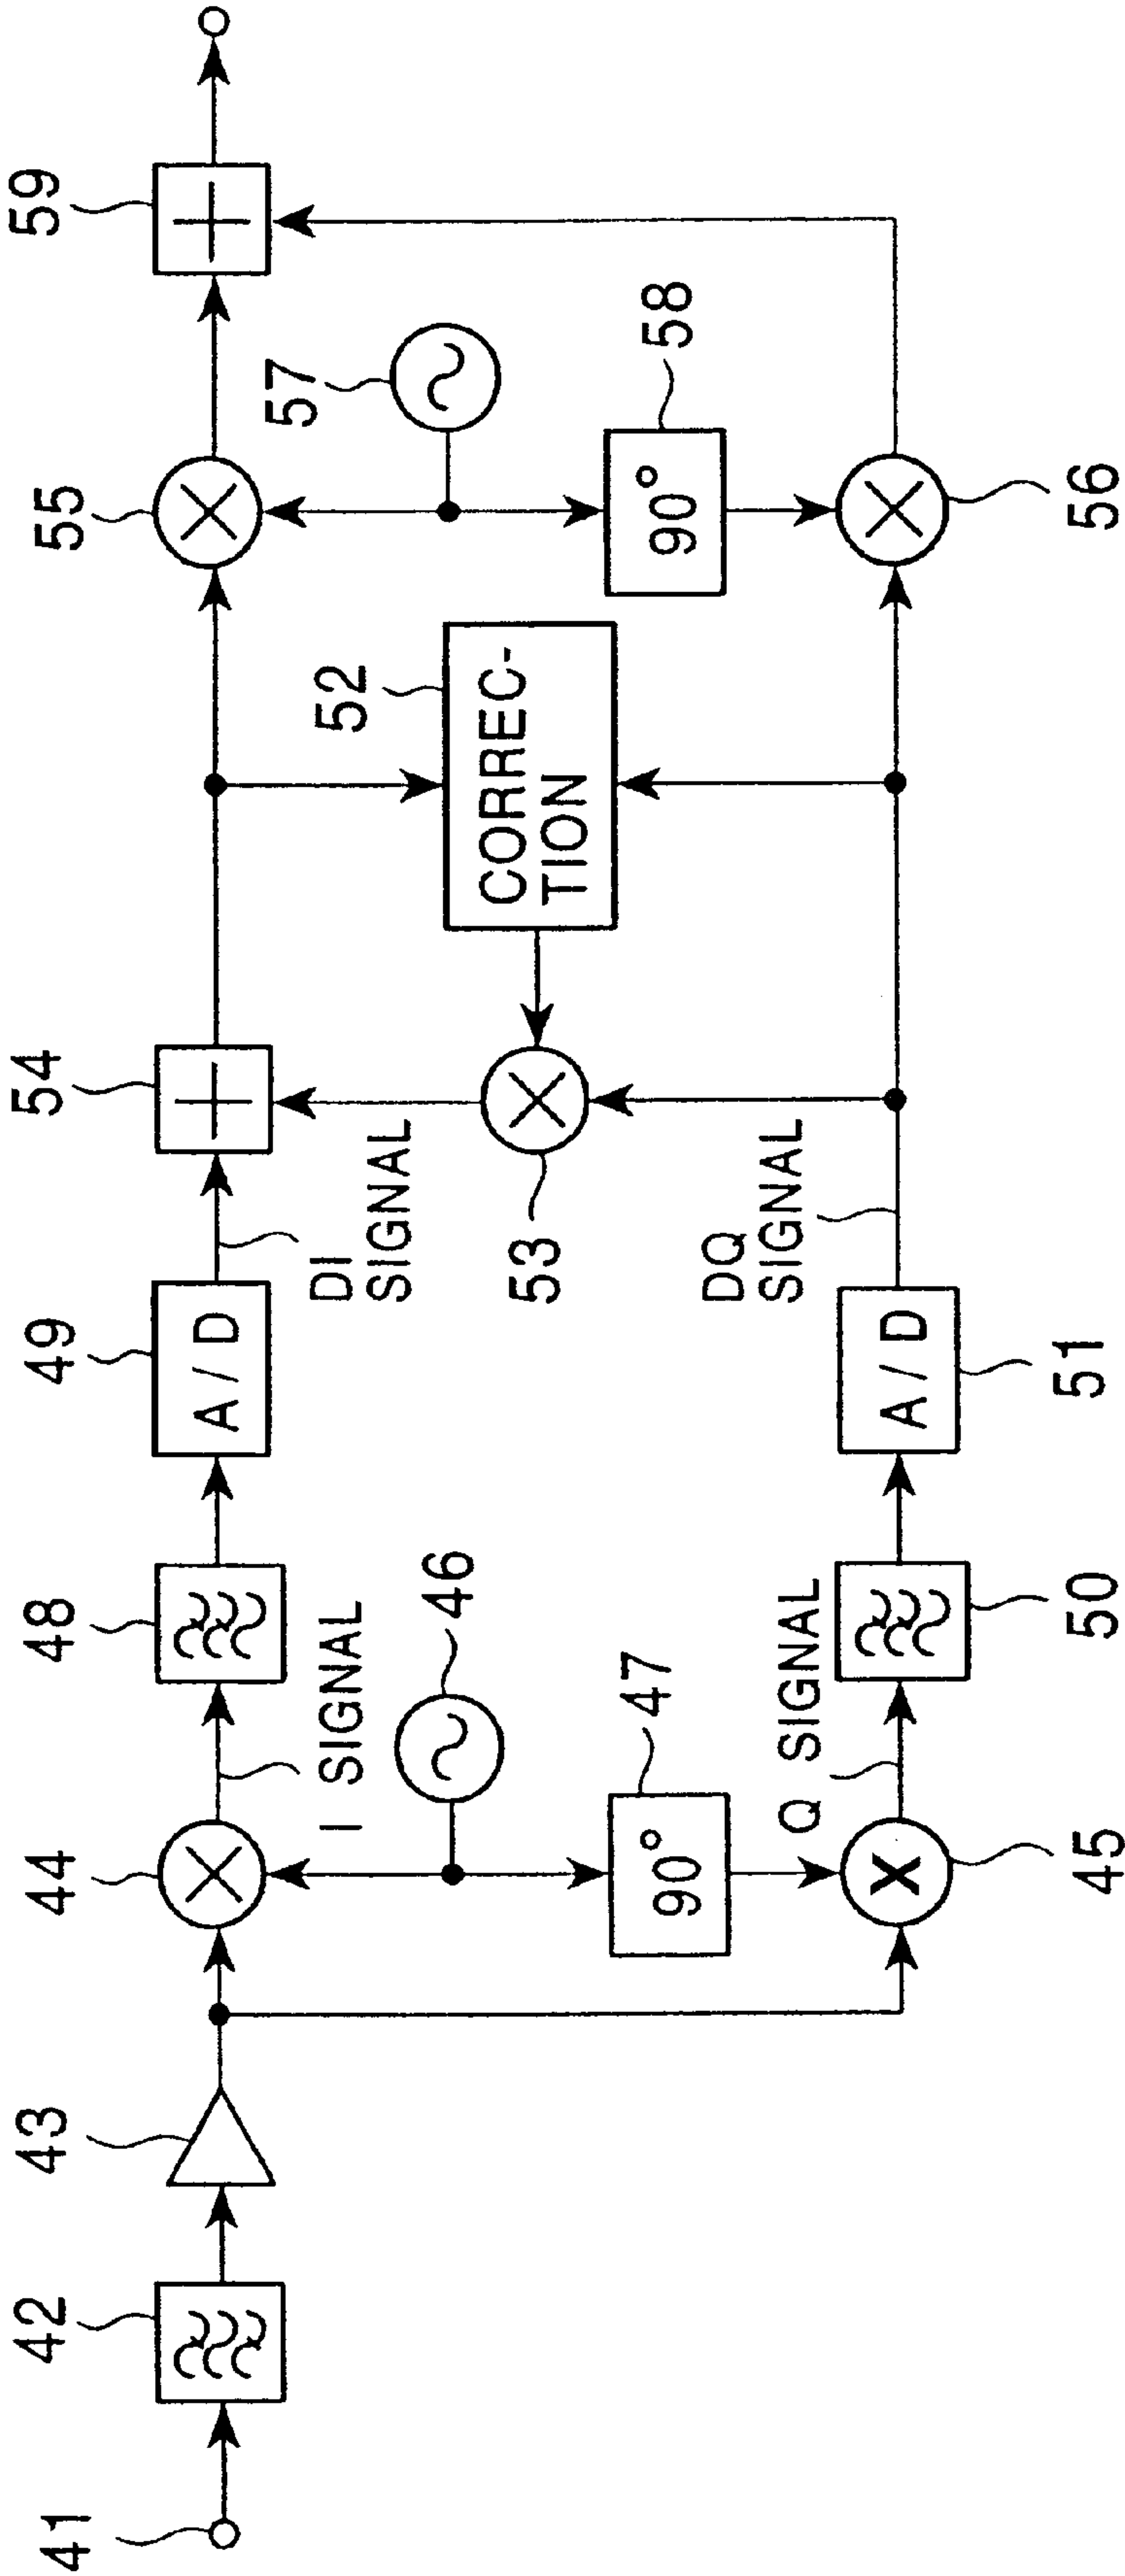 41
42
43
44
I SIGNAL
46
47
90°
Q SIGNAL
45
48
50
49
A/D
A/D
51
DI
SIGNAL
DQ
SIGNAL
54
53
52
CORREC-
TION
55
57
58
90°
56
59